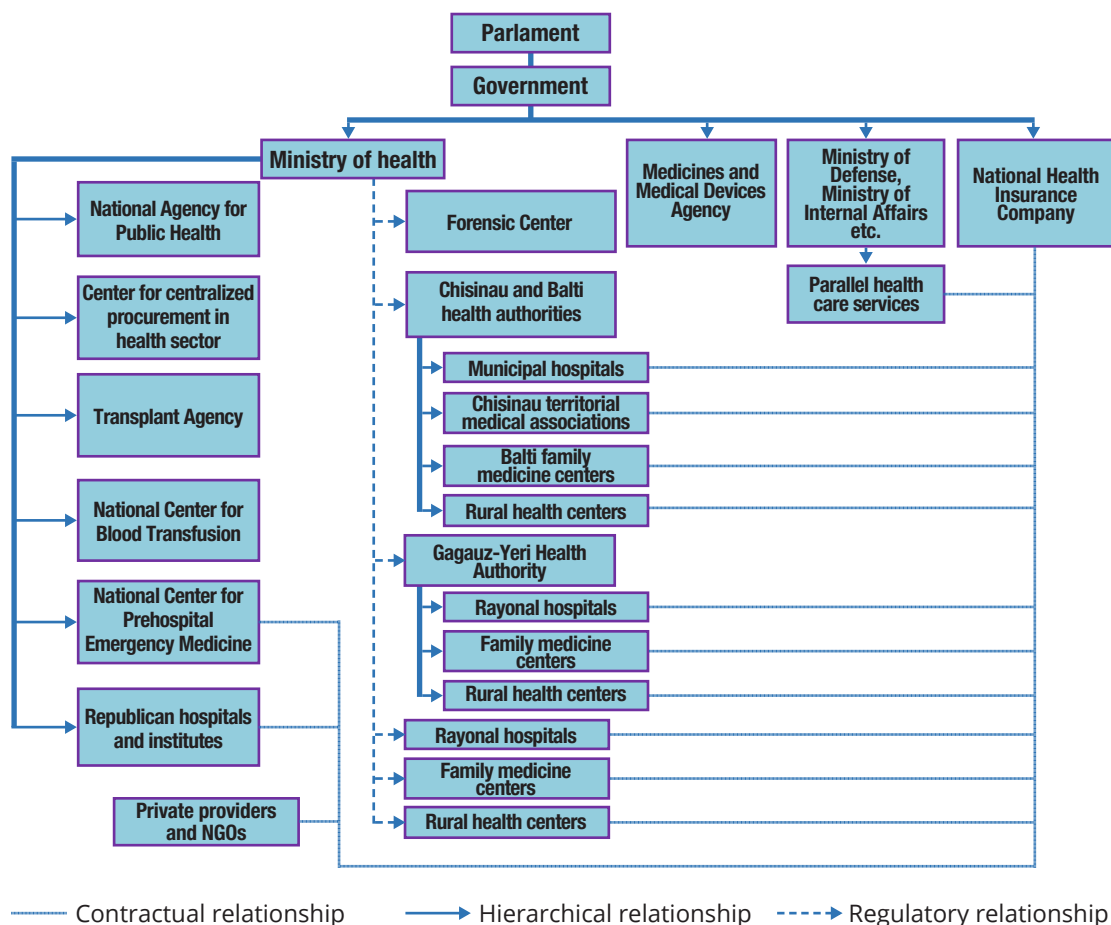 Parlament
Government
Ministry of health
Medicines and
Medical Devices
Agency
Ministry of
Defense,
Ministry of
Internal Affairs
etc.
National Health
Insurance
Company
Parallel health
care services
National Agency for
Public Health
Center for centralized
procurement in
health sector
Transplant Agency
National Center for
Blood Transfusion
National Center for
Prehospital
Emergency Medicine
Republican hospitals
and institutes
Private providers
and NGOs
Forensic Center
Chisinau and Balti
health authorities
Municipal hospitals
Chisinau territorial
medical associations
Balti family
medicine centers
Rural health centers
Gagauz-Yeri Health
Authority
Rayonal hospitals
Family medicine
centers
Rural health centers
Rayonal hospitals
Family medicine
centers
Rural health centers
Contractual relationship
Hierarchical relationship
Regulatory relationship